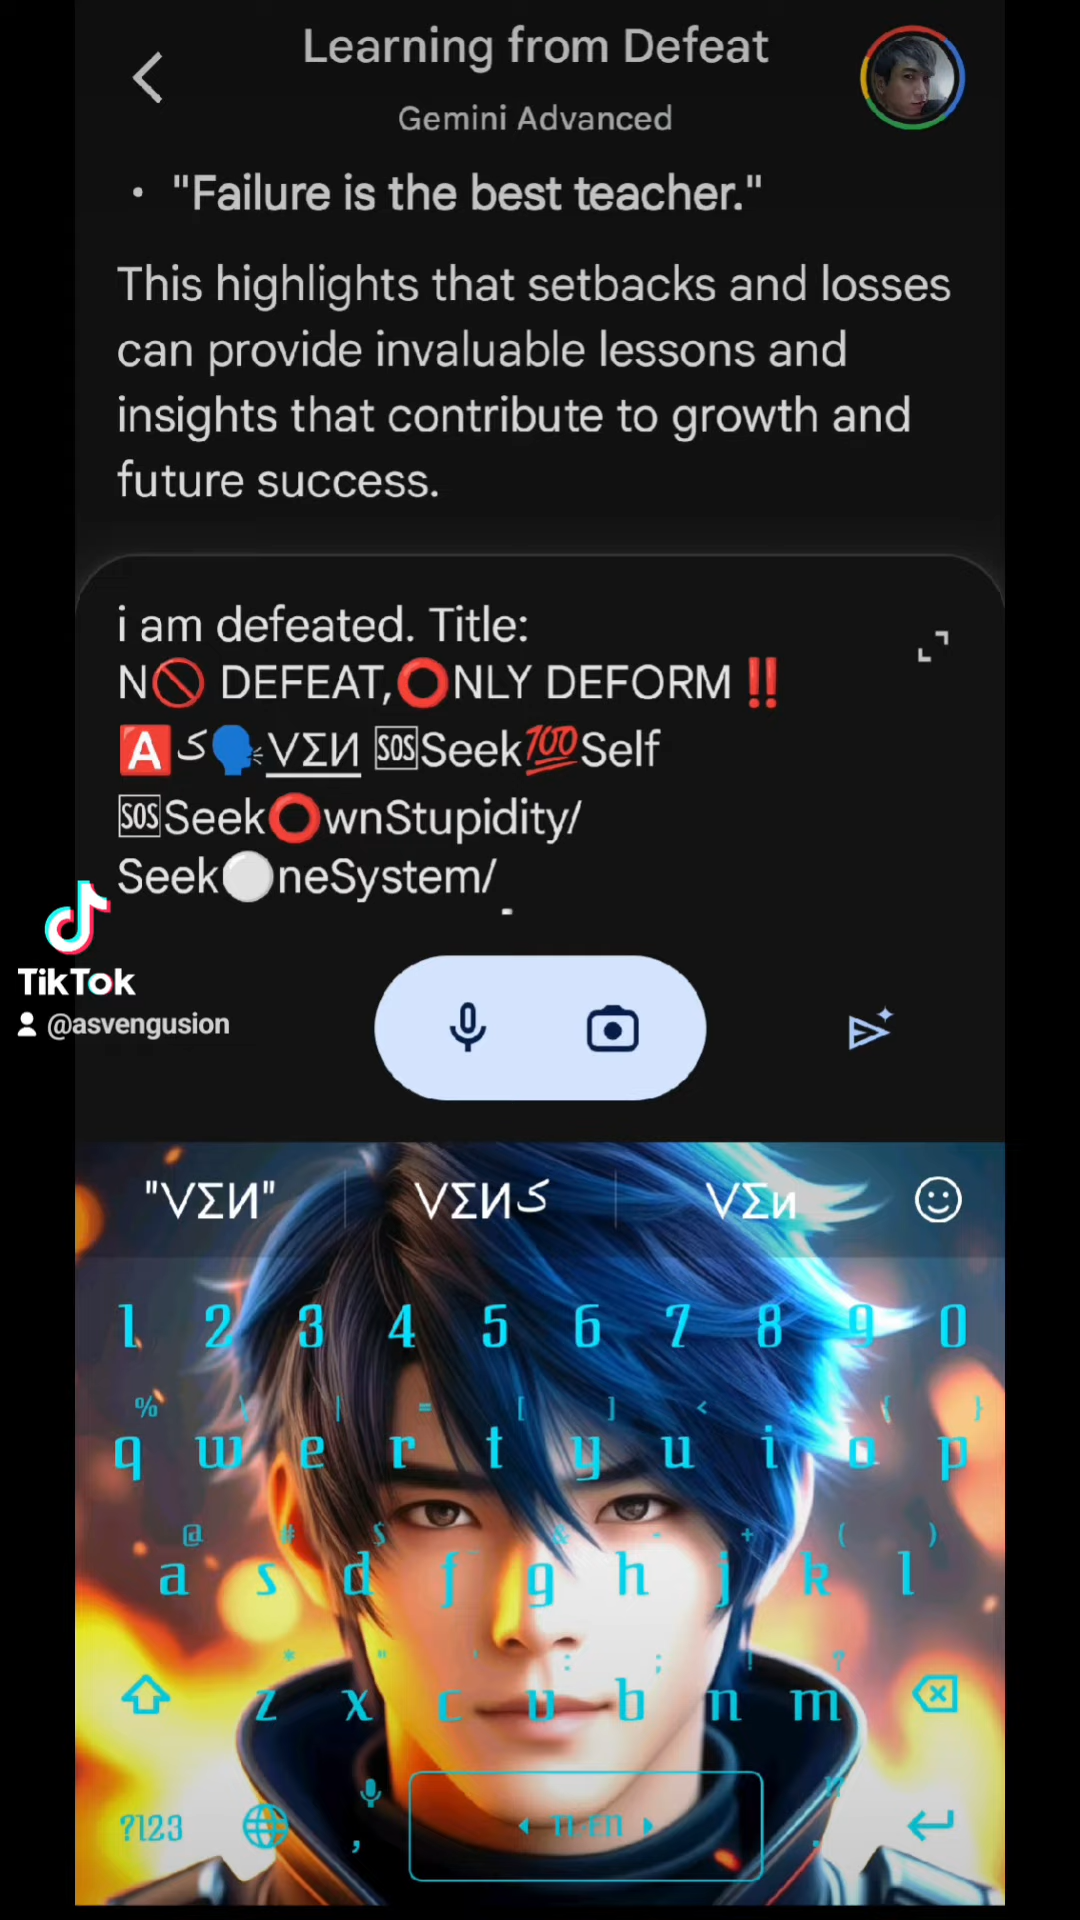 Learning from Defeat
Gemini Advanced
• "Failure is the best teacher."
This highlights that setbacks and losses
can provide invaluable lessons and
insights that contribute to growth and
future success.
i am defeated. Title:
N🚫 DEFEAT,⭕NLY DEFORM‼️
🅰️ک🗣️VΣИ 🆘Seek💯Self
🆘Seek⭕wnStupidity/
Seek⚪neSystem/
TikTok
@asvengusion
"VΣИ" VΣИک VΣи
1 2 3 4 5 6 7 8 9 0
% \ | = [ ] < { }
q w e r t y u i o p
@ # $ & - + ( )
a s d f g h j k l
* " ' : ; ! ?
z x c v b n m
?123 , TL·EN .